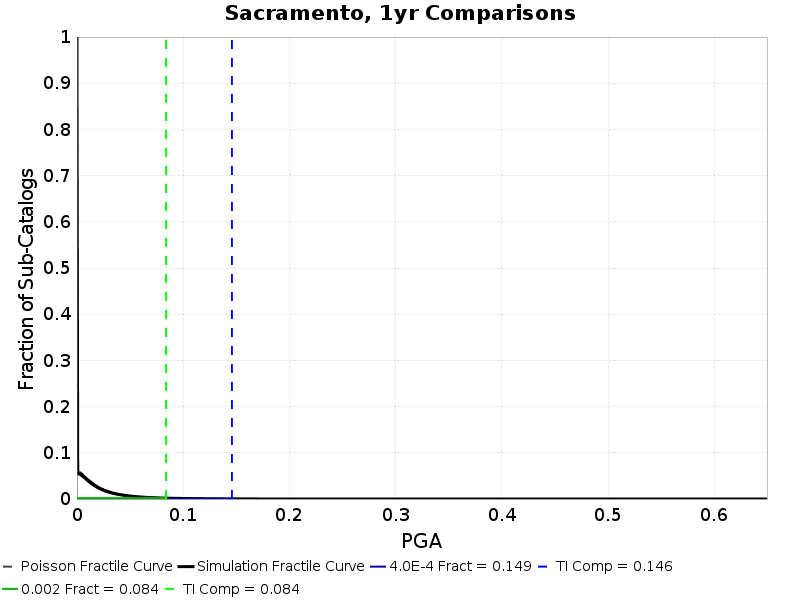 Sacramento, 1yr Comparisons
Fraction of Sub-Catalogs
1
0.9
0.8
0.7
0.6
0.5
0.4
0.3
0.2
0.1
0
0 0.1 0.2 0.3 0.4 0.5 0.6
PGA
Poisson Fractile Curve Simulation Fractile Curve 4.0E-4 Fract = 0.149 TI Comp = 0.146
0.002 Fract = 0.084 TI Comp = 0.084